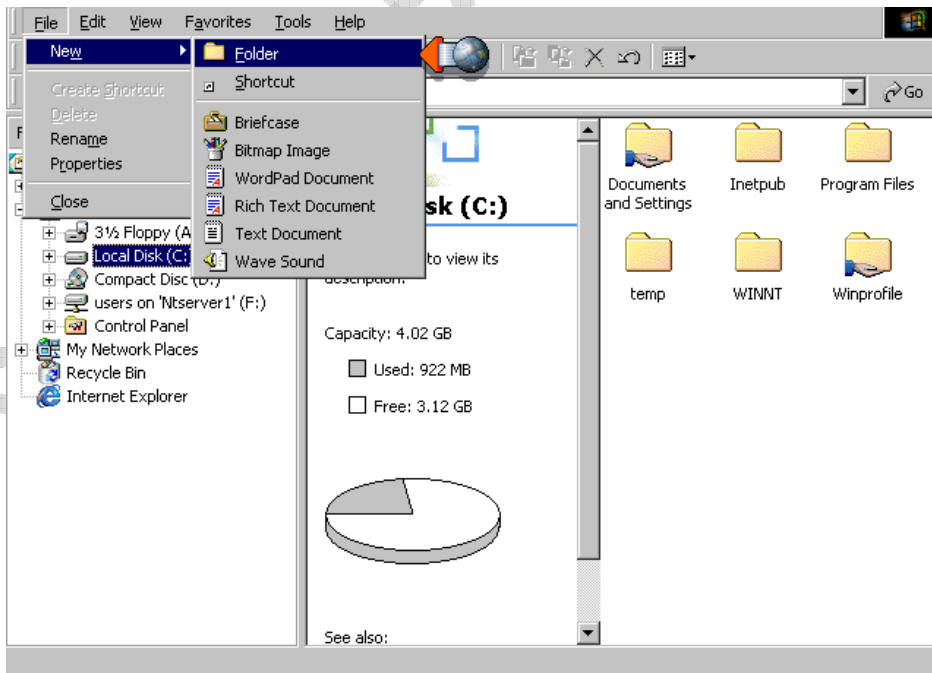 File Edit View Favorites Tools Help
New
Create Shortcut
Delete
Rename
Properties
Close
Folder
Shortcut
Briefcase
Bitmap Image
WordPad Document
Rich Text Document
Text Document
Wave Sound
Go
3½ Floppy (A
Local Disk (C:
Compact Disc (D:)
users on 'Ntserver1' (F:)
Control Panel
My Network Places
Recycle Bin
Internet Explorer
sk (C:)
to view its
description.
Capacity: 4.02 GB
Used: 922 MB
Free: 3.12 GB
See also:
Documents
and Settings
Inetpub
Program Files
temp
WINNT
Winprofile